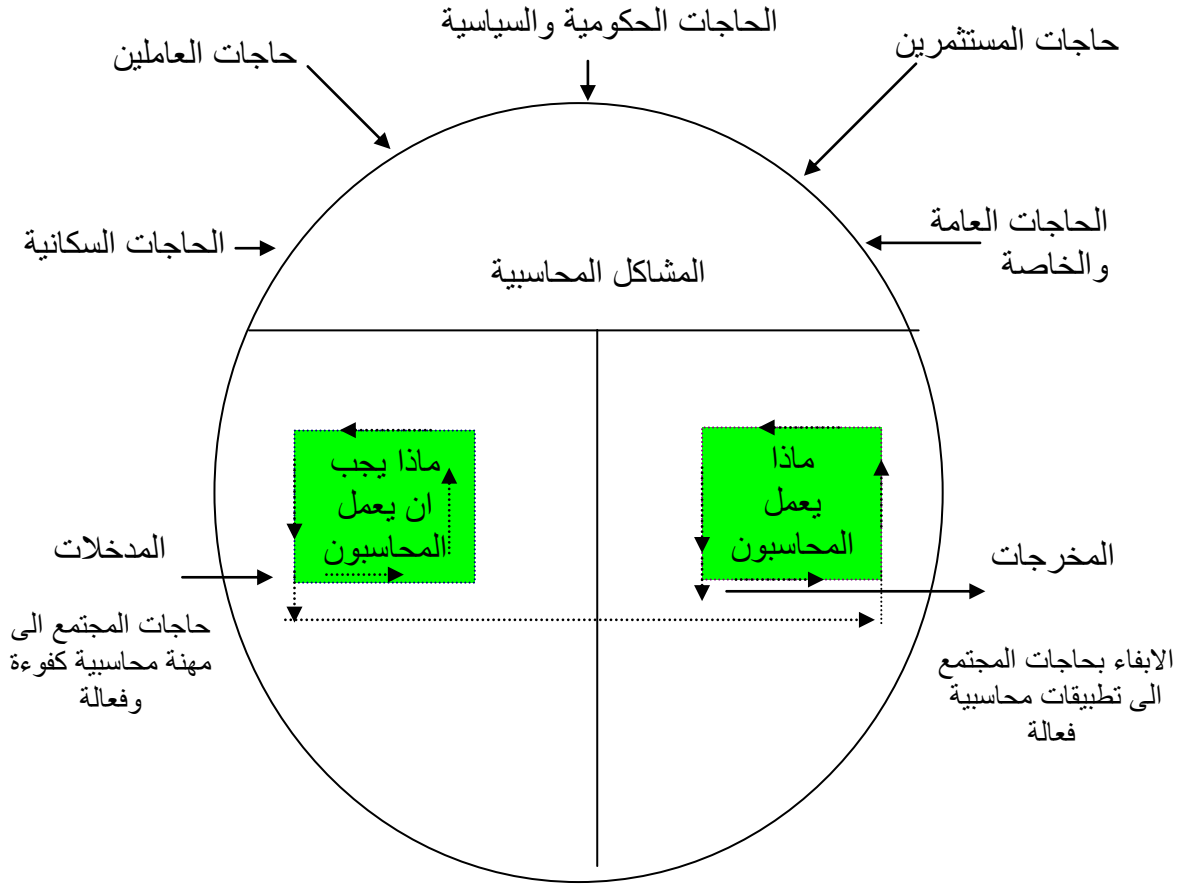 الحاجات الحكومية والسياسية
حاجات المستثمرين
حاجات العاملين
الحاجات العامة
والخاصة
الحاجات السكانية
المشاكل المحاسبية
ماذا
يعمل
المحاسبون
ماذا يجب
ان يعمل
المحاسبون
المخرجات
المدخلات
الايفاء بحاجات المجتمع
الى تطبيقات محاسبية
فعالة
حاجات المجتمع الى
مهنة محاسبية كفوءة
وفعالة